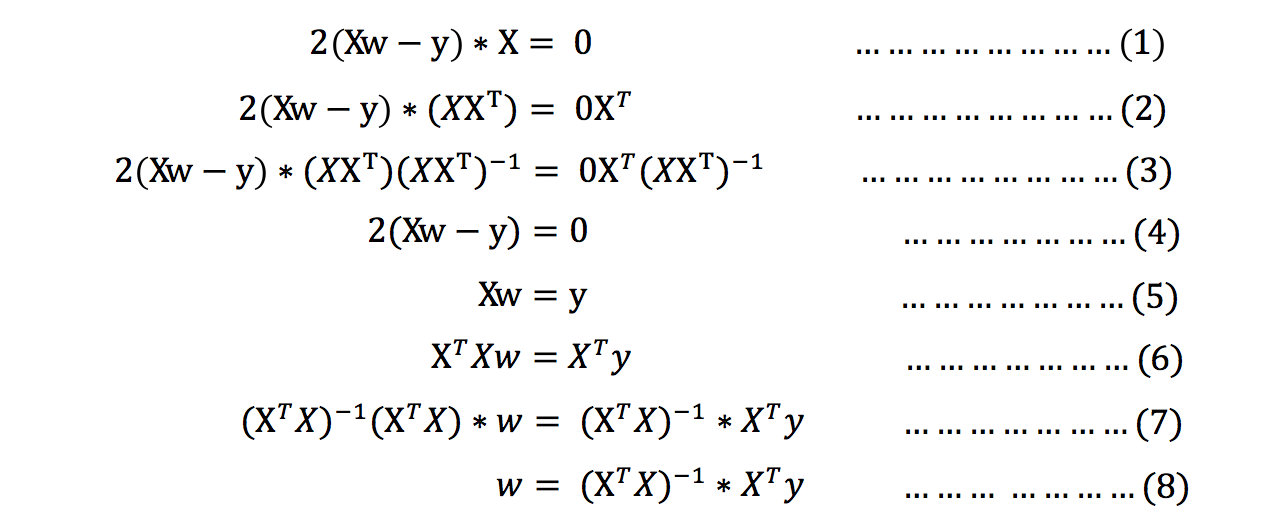 2(Xw − y) ∗ X = 0 … … … … … … … … (1)
2(Xw − y) ∗ (XXᵀ) = 0Xᵀ … … … … … … … … (2)
2(Xw − y) ∗ (XXᵀ)(XXᵀ)⁻¹ = 0Xᵀ(XXᵀ)⁻¹ … … … … … … … … (3)
2(Xw − y) = 0 … … … … … … … (4)
Xw = y … … … … … … … (5)
XᵀXw = Xᵀy … … … … … … … (6)
(XᵀX)⁻¹(XᵀX) ∗ w = (XᵀX)⁻¹ ∗ Xᵀy … … … … … … … (7)
w = (XᵀX)⁻¹ ∗ Xᵀy … … … … … … … (8)